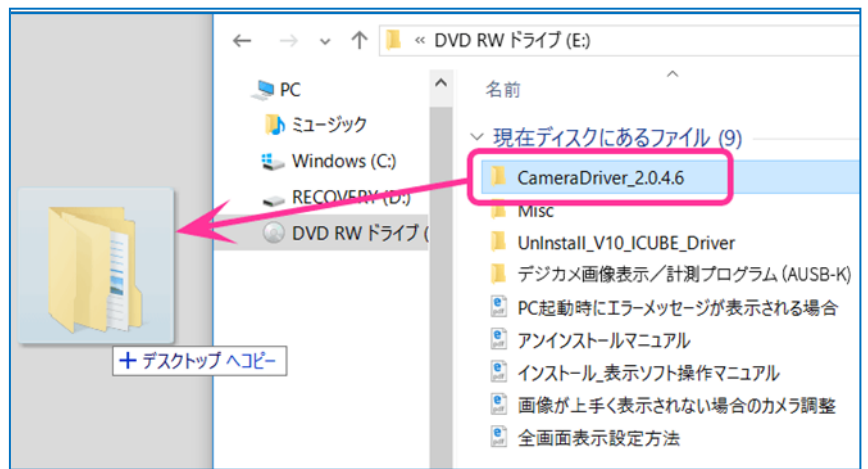 « DVD RW ドライブ (E:)
PC
ミュージック
Windows (C:)
RECOVERY (D:)
DVD RW ドライブ (
名前
現在ディスクにあるファイル (9)
CameraDriver_2.0.4.6
Misc
UnInstall_V10_ICUBE_Driver
デジカメ画像表示／計測プログラム (AUSB-K)
PC起動時にエラーメッセージが表示される場合
アンインストールマニュアル
インストール_表示ソフト操作マニュアル
画像が上手く表示されない場合のカメラ調整
全画面表示設定方法
+ デスクトップ へコピー